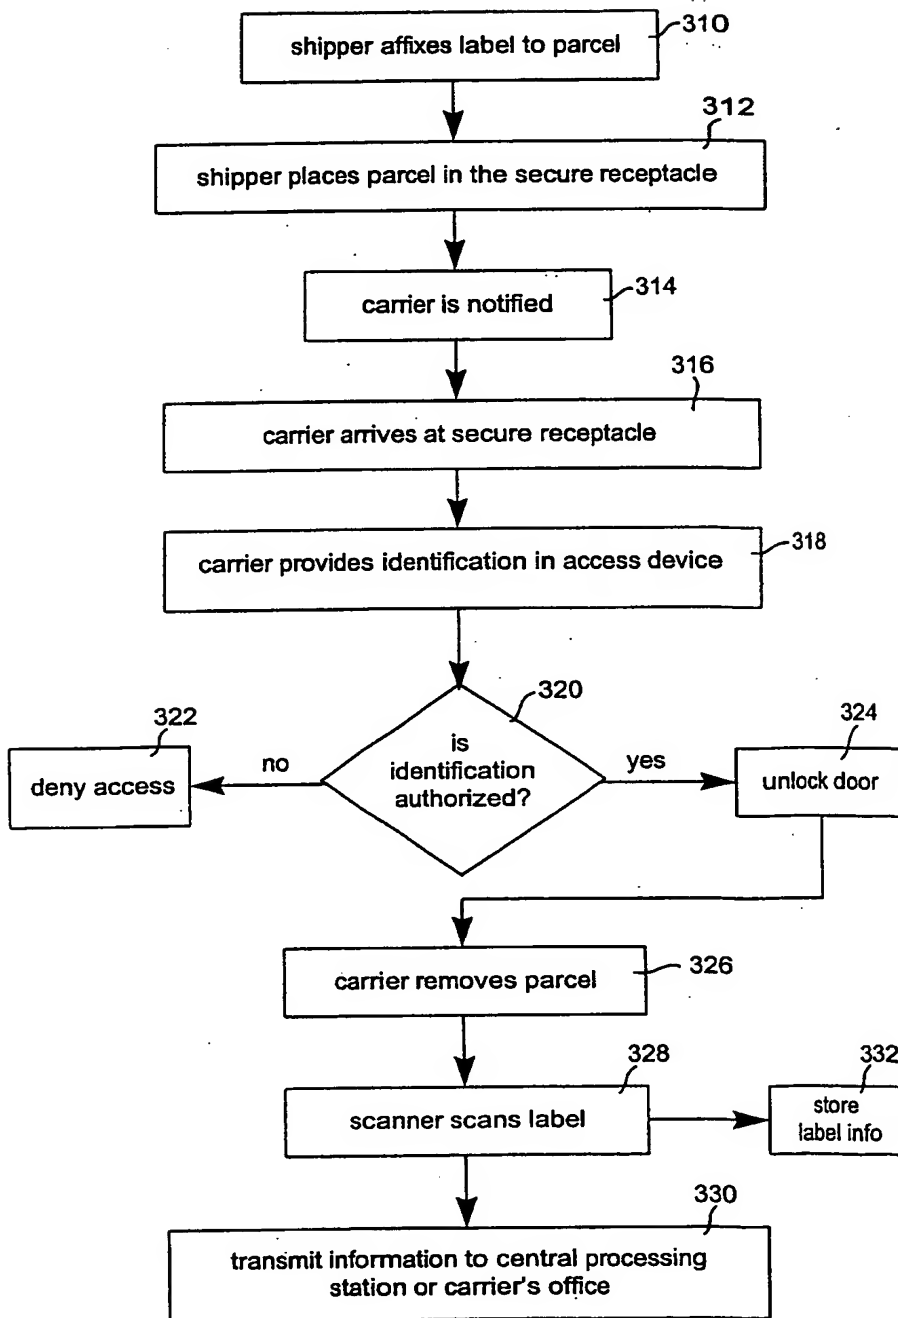 310
shipper affixes label to parcel
312
shipper places parcel in the secure receptacle
314
carrier is notified
316
carrier arrives at secure receptacle
318
carrier provides identification in access device
320
is
identification
authorized?
no
yes
322
deny access
324
unlock door
326
carrier removes parcel
328
scanner scans label
332
store
label info
330
transmit information to central processing
station or carrier's office